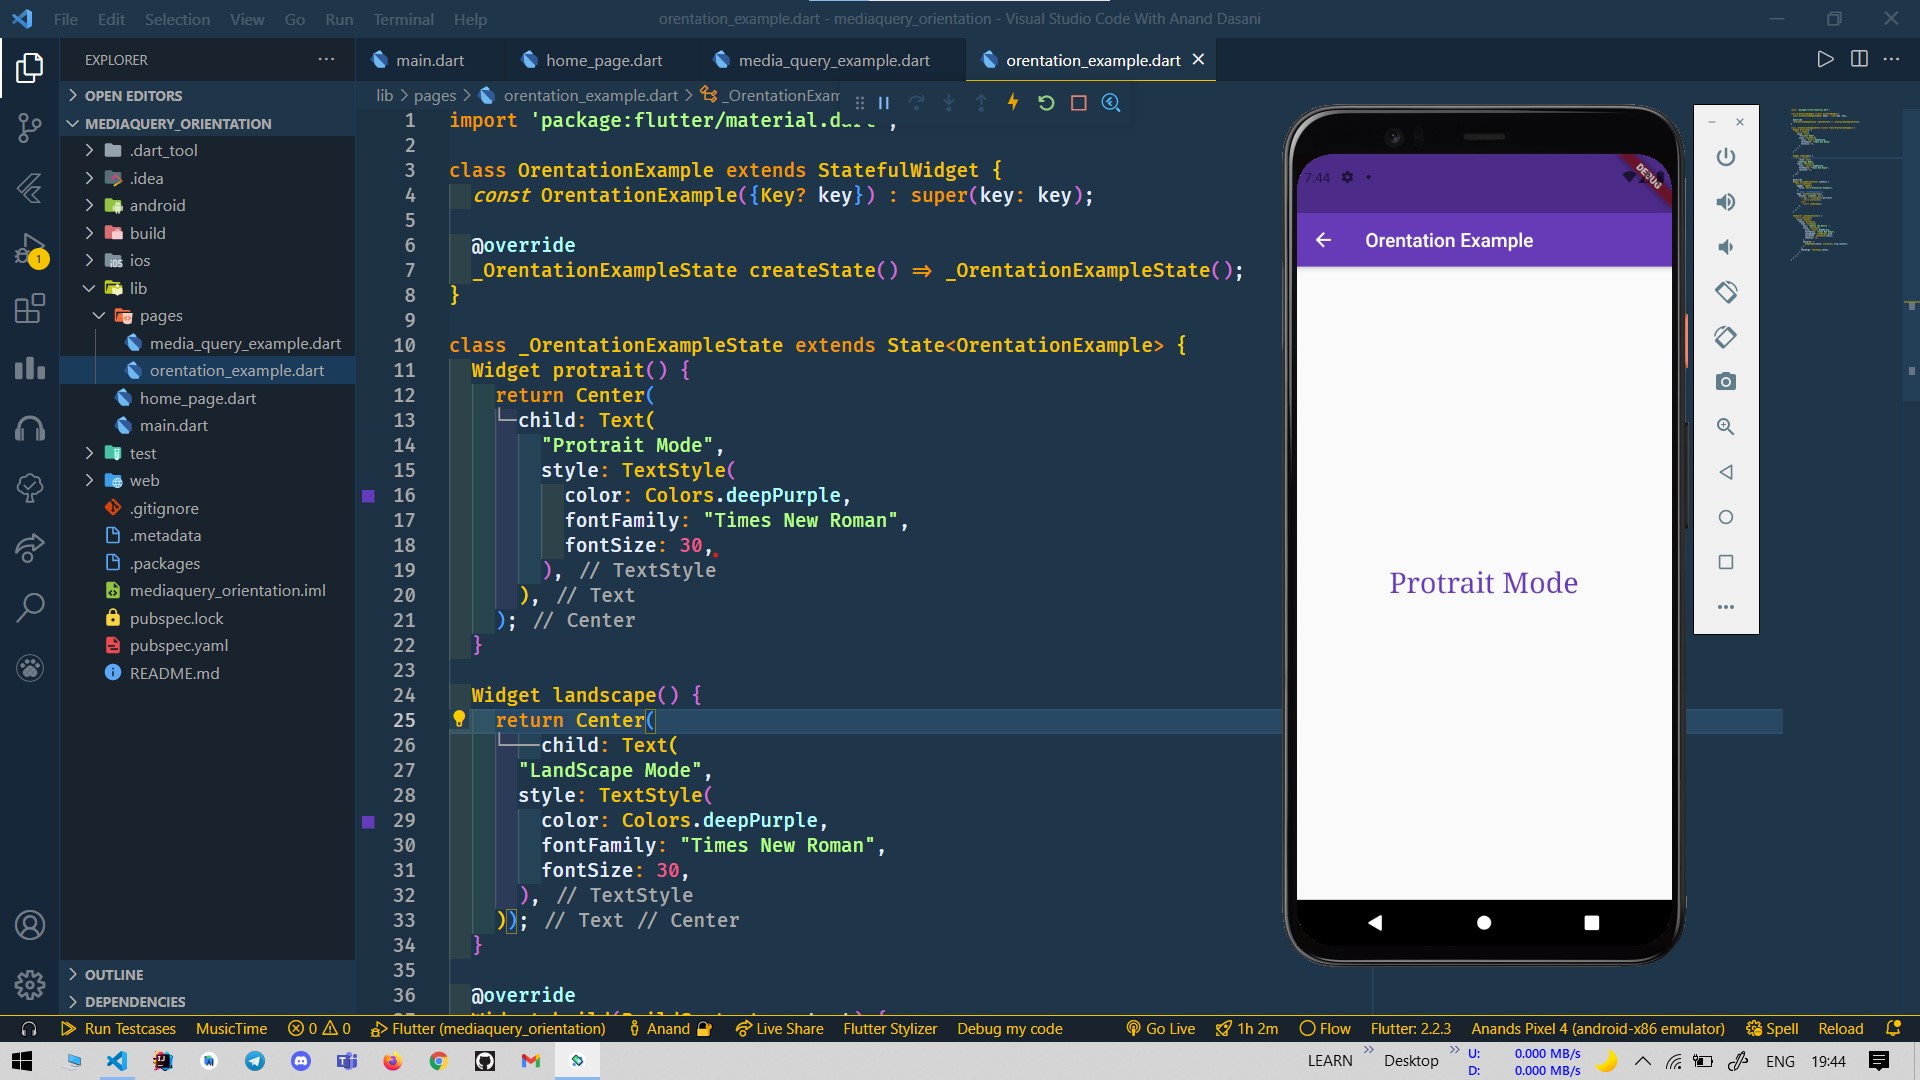 File Edit Selection View Go Run Terminal Help
orentation_example.dart - mediaquery_orientation - Visual Studio Code With Anand Dasani
EXPLORER
OPEN EDITORS
MEDIAQUERY_ORIENTATION
.dart_tool
.idea
android
build
ios
lib
pages
media_query_example.dart
orentation_example.dart
home_page.dart
main.dart
test
web
.gitignore
.metadata
.packages
mediaquery_orientation.iml
pubspec.lock
pubspec.yaml
README.md
OUTLINE
DEPENDENCIES
1
main.dart home_page.dart media_query_example.dart orentation_example.dart
lib > pages > orentation_example.dart > _OrentationExam
1 import 'package:flutter/material.dart';
2
3 class OrentationExample extends StatefulWidget {
4 const OrentationExample({Key? key}) : super(key: key);
5
6 @override
7 _OrentationExampleState createState() => _OrentationExampleState();
8 }
9
10 class _OrentationExampleState extends State<OrentationExample> {
11 Widget protrait() {
12 return Center(
13 child: Text(
14 "Protrait Mode",
15 style: TextStyle(
16 color: Colors.deepPurple,
17 fontFamily: "Times New Roman",
18 fontSize: 30,
19 ), // TextStyle
20 ), // Text
21 ); // Center
22 }
23
24 Widget landscape() {
25 return Center(
26 child: Text(
27 "LandScape Mode",
28 style: TextStyle(
29 color: Colors.deepPurple,
30 fontFamily: "Times New Roman",
31 fontSize: 30,
32 ), // TextStyle
33 )); // Text // Center
34 }
35
36 @override
7:44
DEBUG
Orentation Example
Protrait Mode
Run Testcases MusicTime 0 0 Flutter (mediaquery_orientation) Anand Live Share Flutter Stylizer Debug my code Go Live 1h 2m Flow Flutter: 2.2.3 Anands Pixel 4 (android-x86 emulator) Spell Reload
LEARN Desktop U: 0.000 MB/s
D: 0.000 MB/s
ENG 19:44